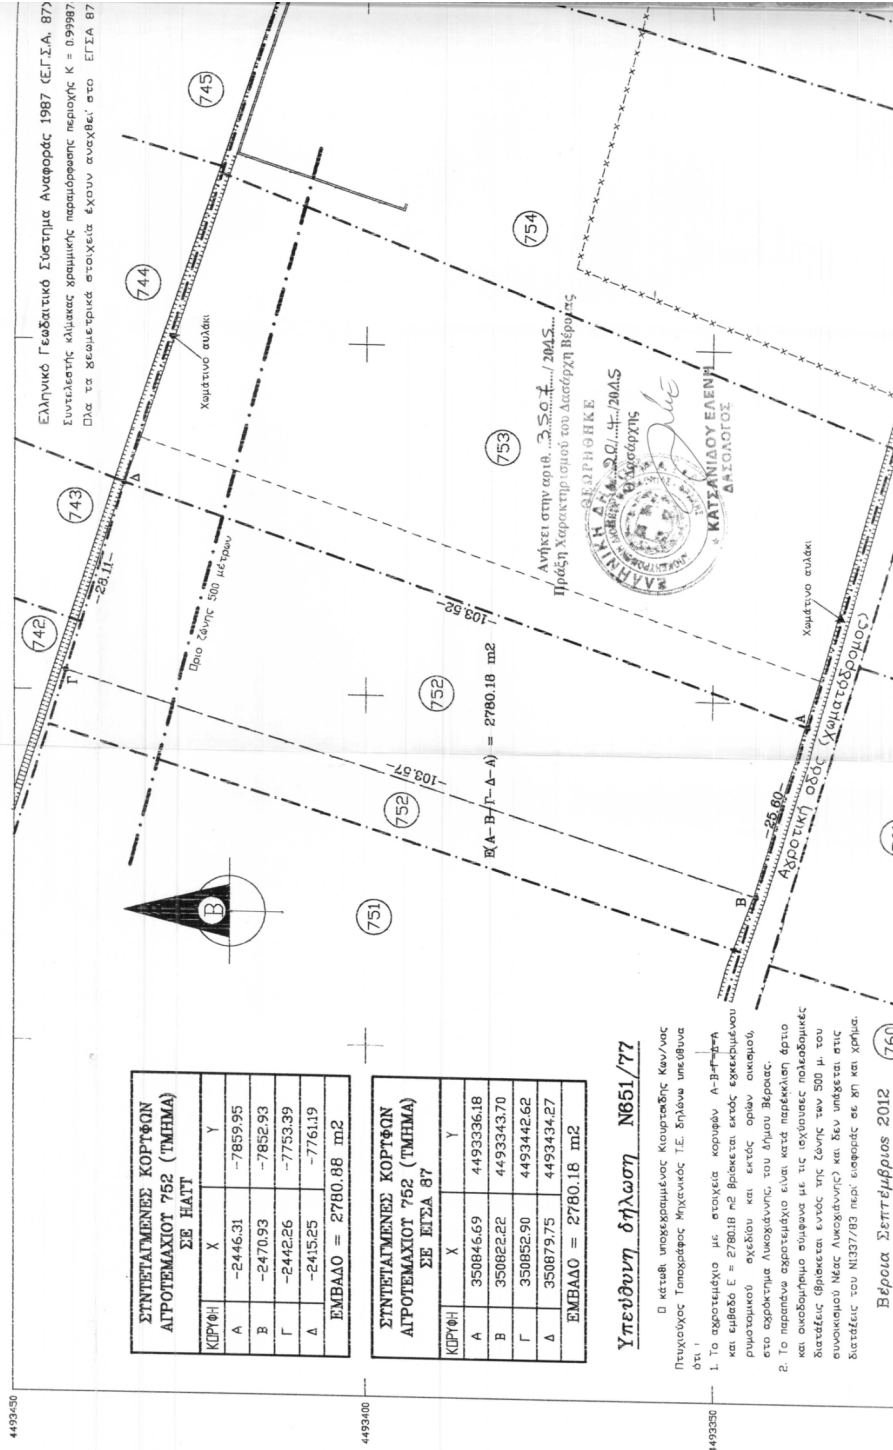 Ελληνικό Γεωδαιτικό Σύστημα Αναφοράς 1987 (Ε.Γ.Σ.Α. 87)
Συντελεστής κλίμακας γραμμικής παραμόρφωσης περιοχής Κ = 0.99987
Όλα τα γεωμετρικά στοιχεία έχουν αναχθεί στο ΕΓΣΑ 87
4493450
4493400
4493350
742
743
744
745
Γ
-28.11-
Δ
Χωμάτινο αυλάκι
Όριο ζώνης 500 μέτρων
Β
751
752
752
753
754
-103.57-
-103.52-
Ε(Α-Β-Γ-Δ-Α) = 2780.18 m2
Ανήκει στην αριθ. 3507 / 2015
Πράξη Χαρακτηρισμού του Δασάρχη Βέροιας
ΘΕΩΡΗΘΗΚΕ
20/4/2015
Ο Δασάρχης
ΕΛΛΗΝΙΚΗ
ΚΑΤΣΑΝΙΔΟΥ ΕΛΕΝΗ
ΔΑΣΟΛΟΓΟΣ
Χωμάτινο αυλάκι
Β
-25.60-
Α
Αγροτική οδός (Χωματόδρομος)
760
ΣΥΝΤΕΤΑΓΜΕΝΕΣ ΚΟΡΥΦΩΝ
ΑΓΡΟΤΕΜΑΧΙΟΥ 752 (ΤΜΗΜΑ)
ΣΕ ΗΑΤΤ
ΚΟΡΥΦΗ X Y
Α -2446.31 -7859.95
Β -2470.93 -7852.93
Γ -2442.26 -7753.39
Δ -2415.25 -7761.19
ΕΜΒΑΔΟ = 2780.88 m2
ΣΥΝΤΕΤΑΓΜΕΝΕΣ ΚΟΡΥΦΩΝ
ΑΓΡΟΤΕΜΑΧΙΟΥ 752 (ΤΜΗΜΑ)
ΣΕ ΕΓΣΑ 87
ΚΟΡΥΦΗ X Y
Α 350846.69 4493336.18
Β 350822.22 4493343.70
Γ 350852.90 4493442.62
Δ 350879.75 4493434.27
ΕΜΒΑΔΟ = 2780.18 m2
Υπεύθυνη δήλωση Ν651/77
Ο κάτωθι υπογεγραμμένος Κιουρτσίδης Κων/νος
Πτυχιούχος Τοπογράφος Μηχανικός Τ.Ε. δηλώνω υπεύθυνα
ότι :
1. Το αγροτεμάχιο με στοιχεία κορυφών Α-Β-Γ-Δ-Α
και εμβαδό Ε = 2780.18 m2 βρίσκεται εκτός εγκεκριμένου
ρυμοτομικού σχεδίου και εκτός ορίων οικισμού,
στο αγρόκτημα Λυκογιάννης, του Δήμου Βέροιας.
2. Το παραπάνω αγροτεμάχιο είναι κατά παρέκκλιση άρτιο
και οικοδομήσιμο σύμφωνα με τις ισχύουσες πολεοδομικές
διατάξεις (βρίσκεται εντός της ζώνης των 500 μ. του
συνοικισμού Νέας Λυκογιάννης) και δεν υπάγεται στις
διατάξεις του Ν1337/83 περί εισφοράς σε γη και χρήμα.
Βέροια Σεπτέμβριος 2012